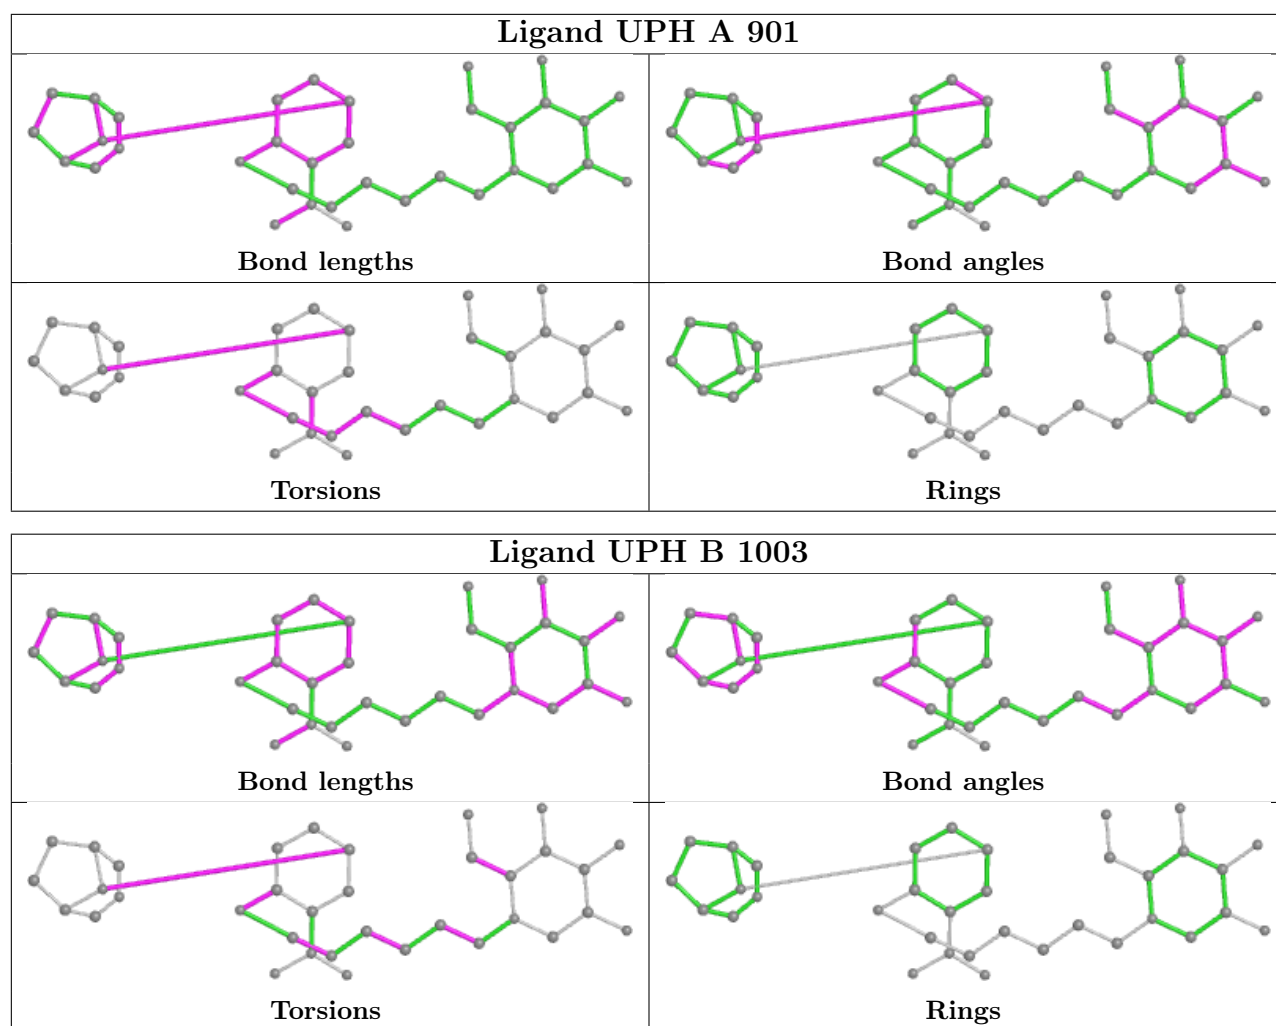 Ligand UPH A 901
Bond lengths
Bond angles
Torsions
Rings
Ligand UPH B 1003
Bond lengths
Bond angles
Torsions
Rings